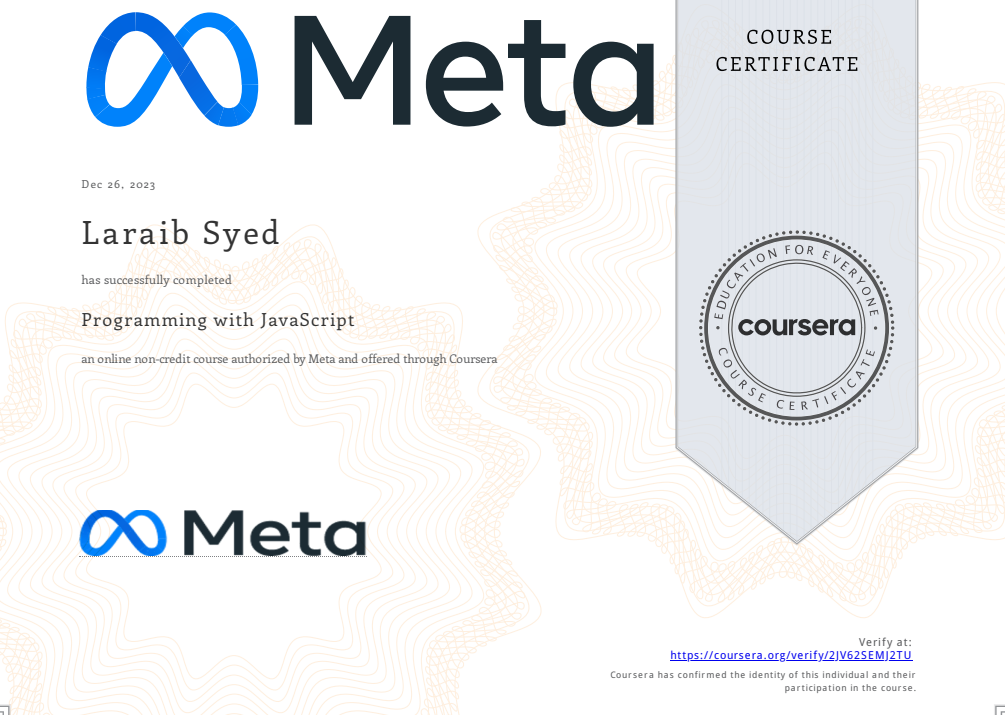 Meta
COURSE
CERTIFICATE
Dec 26, 2023
Laraib Syed
has successfully completed
Programming with JavaScript
an online non-credit course authorized by Meta and offered through Coursera
EDUCATION FOR EVERYONE
coursera
COURSE CERTIFICATE
Meta
Verify at:
https://coursera.org/verify/2JV62SEMJ2TU
Coursera has confirmed the identity of this individual and their
participation in the course.